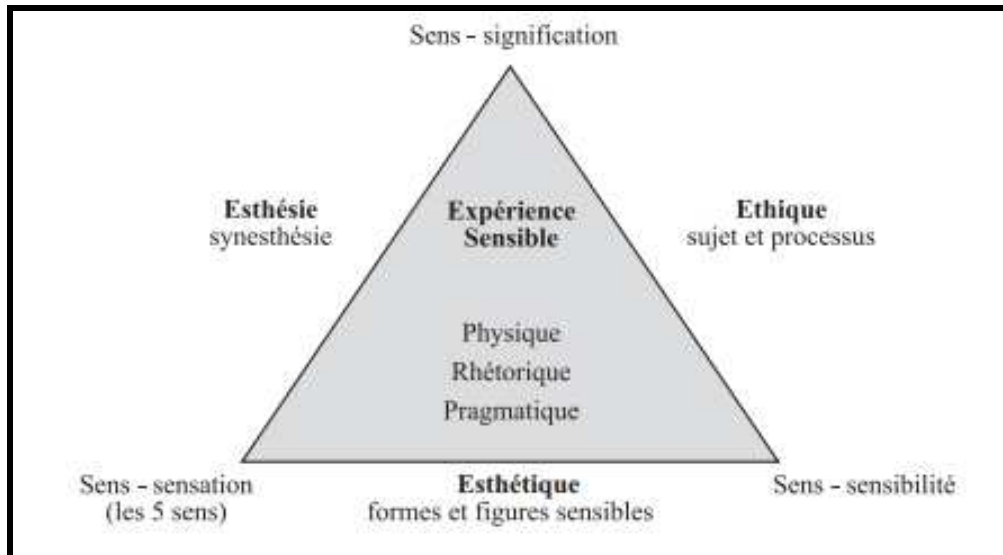 Sens - signification
Esthésie
synesthésie
Expérience
Sensible
Ethique
sujet et processus
Physique
Rhétorique
Pragmatique
Sens - sensation
(les 5 sens)
Esthétique
formes et figures sensibles
Sens - sensibilité